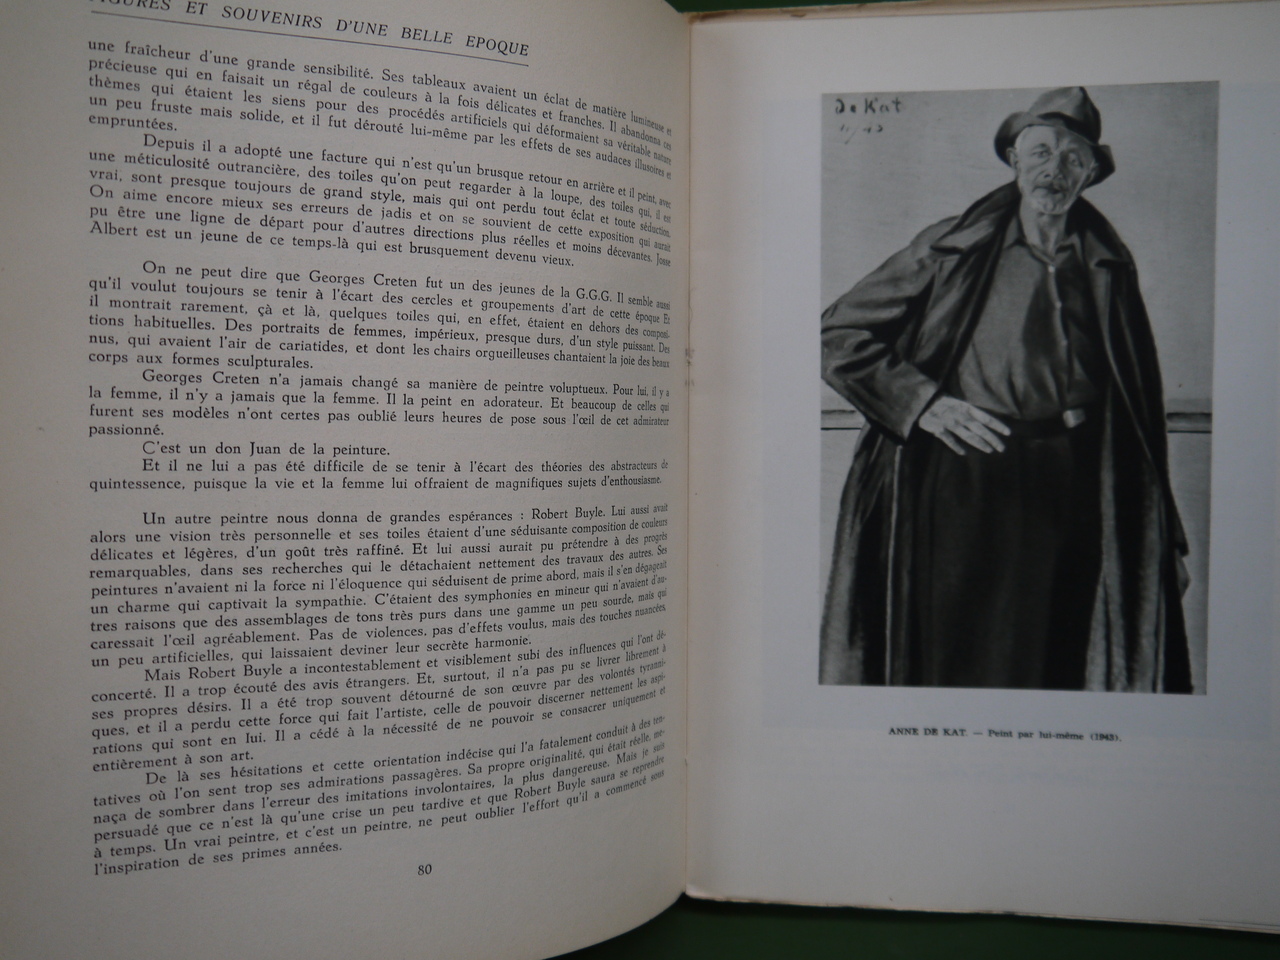 FIGURES ET SOUVENIRS D'UNE BELLE EPOQUE
une fraîcheur d'une grande sensibilité. Ses tableaux avaient un éclat de matière lumineuse et
précieuse qui en faisait un régal de couleurs à la fois délicates et franches. Il abandonna ces
thèmes qui étaient les siens pour des procédés artificiels qui déformaient sa véritable nature
un peu fruste mais solide, et il fut dérouté lui-même par les effets de ses audaces illusoires et
empruntées.
Depuis il a adopté une facture qui n'est qu'un brusque retour en arrière et il peint, avec
une méticulosité outrancière, des toiles qu'on peut regarder à la loupe, des toiles qui, il est
vrai, sont presque toujours de grand style, mais qui ont perdu tout éclat et toute séduction.
On aime encore mieux ses erreurs de jadis et on se souvient de cette exposition qui aurait
pu être une ligne de départ pour d'autres directions plus réelles et moins décevantes. Josse
Albert est un jeune de ce temps-là qui est brusquement devenu vieux.
On ne peut dire que Georges Creten fut un des jeunes de la G.G.G. Il semble aussi
qu'il voulut toujours se tenir à l'écart des cercles et groupements d'art de cette époque Et
il montrait rarement, çà et là, quelques toiles qui, en effet, étaient en dehors des composi-
tions habituelles. Des portraits de femmes, impérieux, presque durs, d'un style puissant. Des
nus, qui avaient l'air de cariatides, et dont les chairs orgueilleuses chantaient la joie des beaux
corps aux formes sculpturales.
Georges Creten n'a jamais changé sa manière de peintre voluptueux. Pour lui, il y a
la femme, il n'y a jamais que la femme. Il la peint en adorateur. Et beaucoup de celles qui
furent ses modèles n'ont certes pas oublié leurs heures de pose sous l'œil de cet admirateur
passionné.
C'est un don Juan de la peinture.
Et il ne lui a pas été difficile de se tenir à l'écart des théories des abstracteurs de
quintessence, puisque la vie et la femme lui offraient de magnifiques sujets d'enthousiasme.
Un autre peintre nous donna de grandes espérances : Robert Buyle. Lui aussi avait
alors une vision très personnelle et ses toiles étaient d'une séduisante composition de couleurs
délicates et légères, d'un goût très raffiné. Et lui aussi aurait pu prétendre à des progrès
remarquables, dans ses recherches qui le détachaient nettement des travaux des autres. Ses
peintures n'avaient ni la force ni l'éloquence qui séduisent de prime abord, mais il s'en dégageait
un charme qui captivait la sympathie. C'étaient des symphonies en mineur qui n'avaient d'au-
tres raisons que des assemblages de tons très purs dans une gamme un peu sourde, mais qui
caressait l'œil agréablement. Pas de violences, pas d'effets voulus, mais des touches nuancées,
un peu artificielles, qui laissaient deviner leur secrète harmonie.
Mais Robert Buyle a incontestablement et visiblement subi des influences qui l'ont dé-
concerté. Il a trop écouté des avis étrangers. Et, surtout, il n'a pas pu se livrer librement à
ses propres désirs. Il a été trop souvent détourné de son œuvre par des volontés tyranni-
ques, et il a perdu cette force qui fait l'artiste, celle de pouvoir discerner nettement les aspi-
rations qui sont en lui. Il a cédé à la nécessité de ne pouvoir se consacrer uniquement et
entièrement à son art.
De là ses hésitations et cette orientation indécise qui l'a fatalement conduit à des ten-
tatives où l'on sent trop ses admirations passagères. Sa propre originalité, qui était réelle, me-
naça de sombrer dans l'erreur des imitations involontaires, la plus dangereuse. Mais je suis
persuadé que ce n'est là qu'une crise un peu tardive et que Robert Buyle saura se reprendre
à temps. Un vrai peintre, et c'est un peintre, ne peut oublier l'effort qu'il a commencé sous
l'inspiration de ses primes années.
80
De Kat
ANNE DE KAT. — Peint par lui-même (1943).